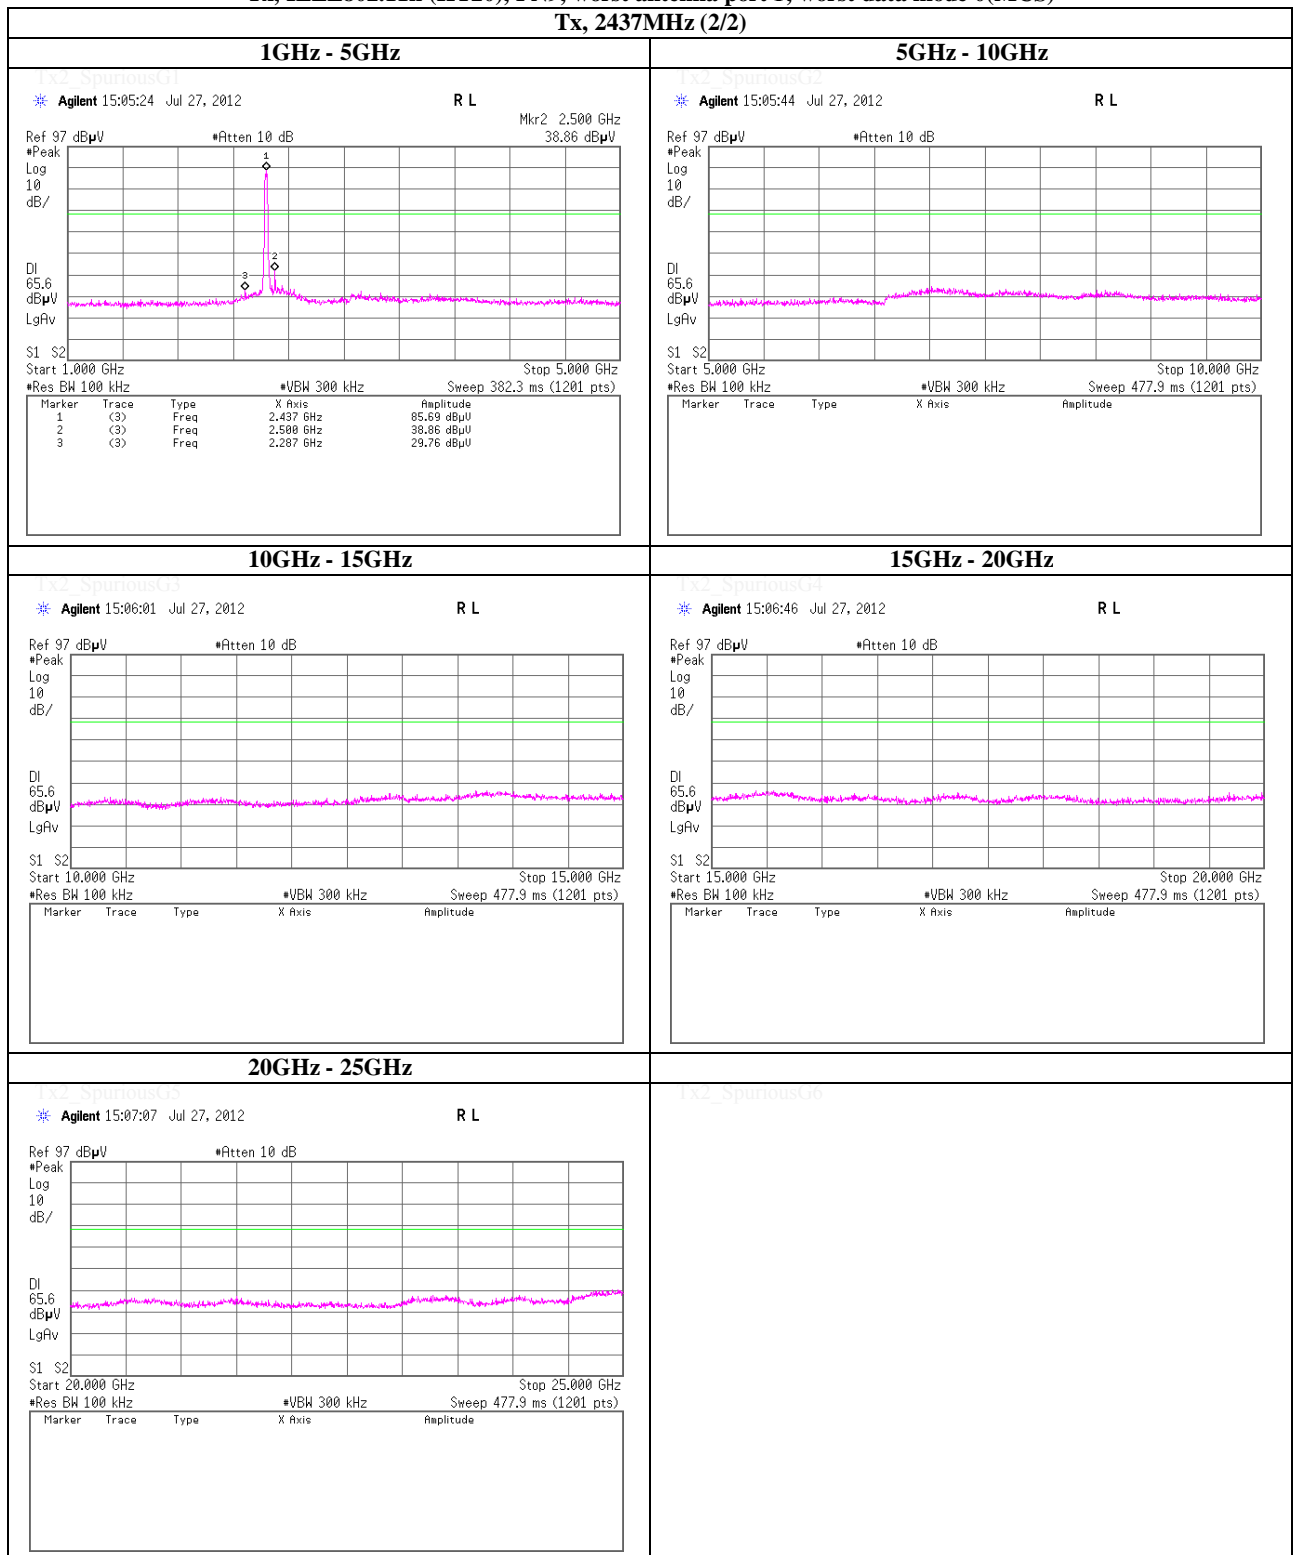 Tx, 2437MHz (2/2)
1GHz - 5GHz
5GHz - 10GHz
Tx2_SpuriousG1
Agilent 15:05:24 Jul 27, 2012
R L
Mkr2 2.500 GHz
Ref 97 dBµV
#Atten 10 dB
38.86 dBµV
#Peak
Log
10
dB/
1
2
3
DI
65.6
dBµV
LgAv
S1 S2
Start 1.000 GHz
Stop 5.000 GHz
#Res BW 100 kHz
#VBW 300 kHz
Sweep 382.3 ms (1201 pts)
Marker Trace Type X Axis Amplitude
1 (3) Freq 2.437 GHz 85.69 dBµV
2 (3) Freq 2.500 GHz 38.86 dBµV
3 (3) Freq 2.287 GHz 29.76 dBµV
Tx2_SpuriousG2
Agilent 15:05:44 Jul 27, 2012
R L
Ref 97 dBµV
#Atten 10 dB
#Peak
Log
10
dB/
DI
65.6
dBµV
LgAv
S1 S2
Start 5.000 GHz
Stop 10.000 GHz
#Res BW 100 kHz
#VBW 300 kHz
Sweep 477.9 ms (1201 pts)
Marker Trace Type X Axis Amplitude
10GHz - 15GHz
15GHz - 20GHz
Tx2_SpuriousG3
Agilent 15:06:01 Jul 27, 2012
R L
Ref 97 dBµV
#Atten 10 dB
#Peak
Log
10
dB/
DI
65.6
dBµV
LgAv
S1 S2
Start 10.000 GHz
Stop 15.000 GHz
#Res BW 100 kHz
#VBW 300 kHz
Sweep 477.9 ms (1201 pts)
Marker Trace Type X Axis Amplitude
Tx2_SpuriousG4
Agilent 15:06:46 Jul 27, 2012
R L
Ref 97 dBµV
#Atten 10 dB
#Peak
Log
10
dB/
DI
65.6
dBµV
LgAv
S1 S2
Start 15.000 GHz
Stop 20.000 GHz
#Res BW 100 kHz
#VBW 300 kHz
Sweep 477.9 ms (1201 pts)
Marker Trace Type X Axis Amplitude
20GHz - 25GHz
Tx2_SpuriousG5
Agilent 15:07:07 Jul 27, 2012
R L
Ref 97 dBµV
#Atten 10 dB
#Peak
Log
10
dB/
DI
65.6
dBµV
LgAv
S1 S2
Start 20.000 GHz
Stop 25.000 GHz
#Res BW 100 kHz
#VBW 300 kHz
Sweep 477.9 ms (1201 pts)
Marker Trace Type X Axis Amplitude
Tx2_SpuriousG6